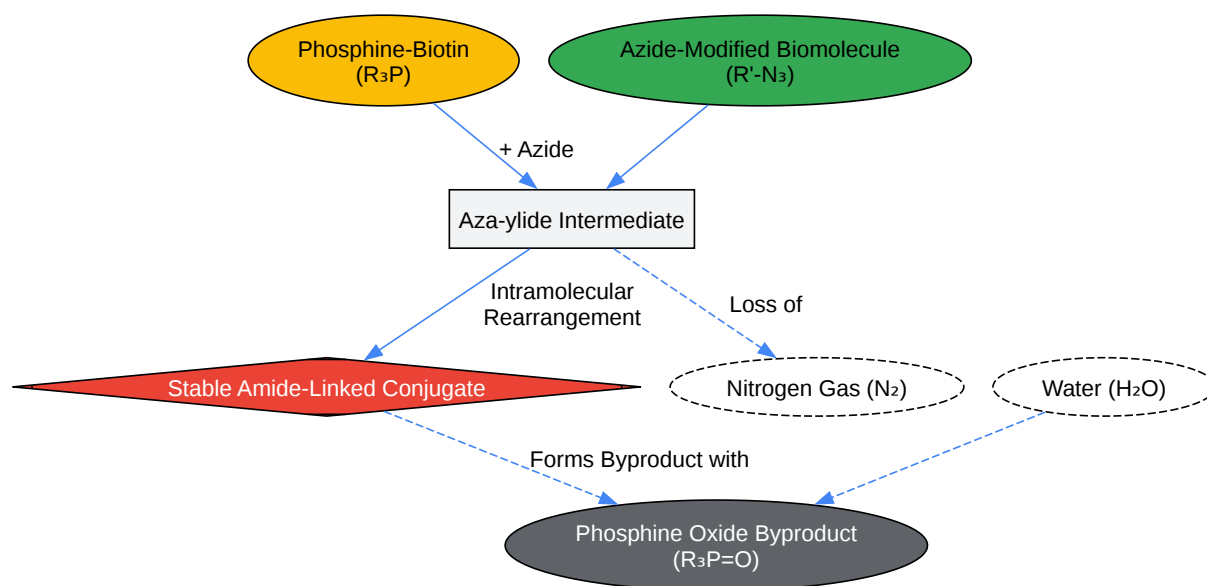 Phosphine-Biotin
(R₃P)
Azide-Modified Biomolecule
(R'-N₃)
+ Azide
Aza-ylide Intermediate
Intramolecular
Rearrangement
Loss of
Stable Amide-Linked Conjugate
Nitrogen Gas (N₂)
Water (H₂O)
Forms Byproduct with
Phosphine Oxide Byproduct
(R₃P=O)